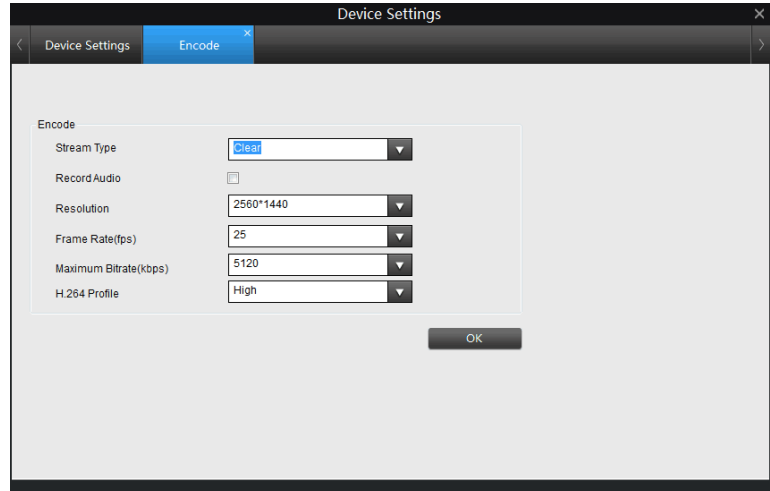 Device Settings
Device Settings
Encode
Encode
Stream Type Clear
Record Audio
Resolution 2560*1440
Frame Rate(fps) 25
Maximum Bitrate(kbps) 5120
H.264 Profile High
OK